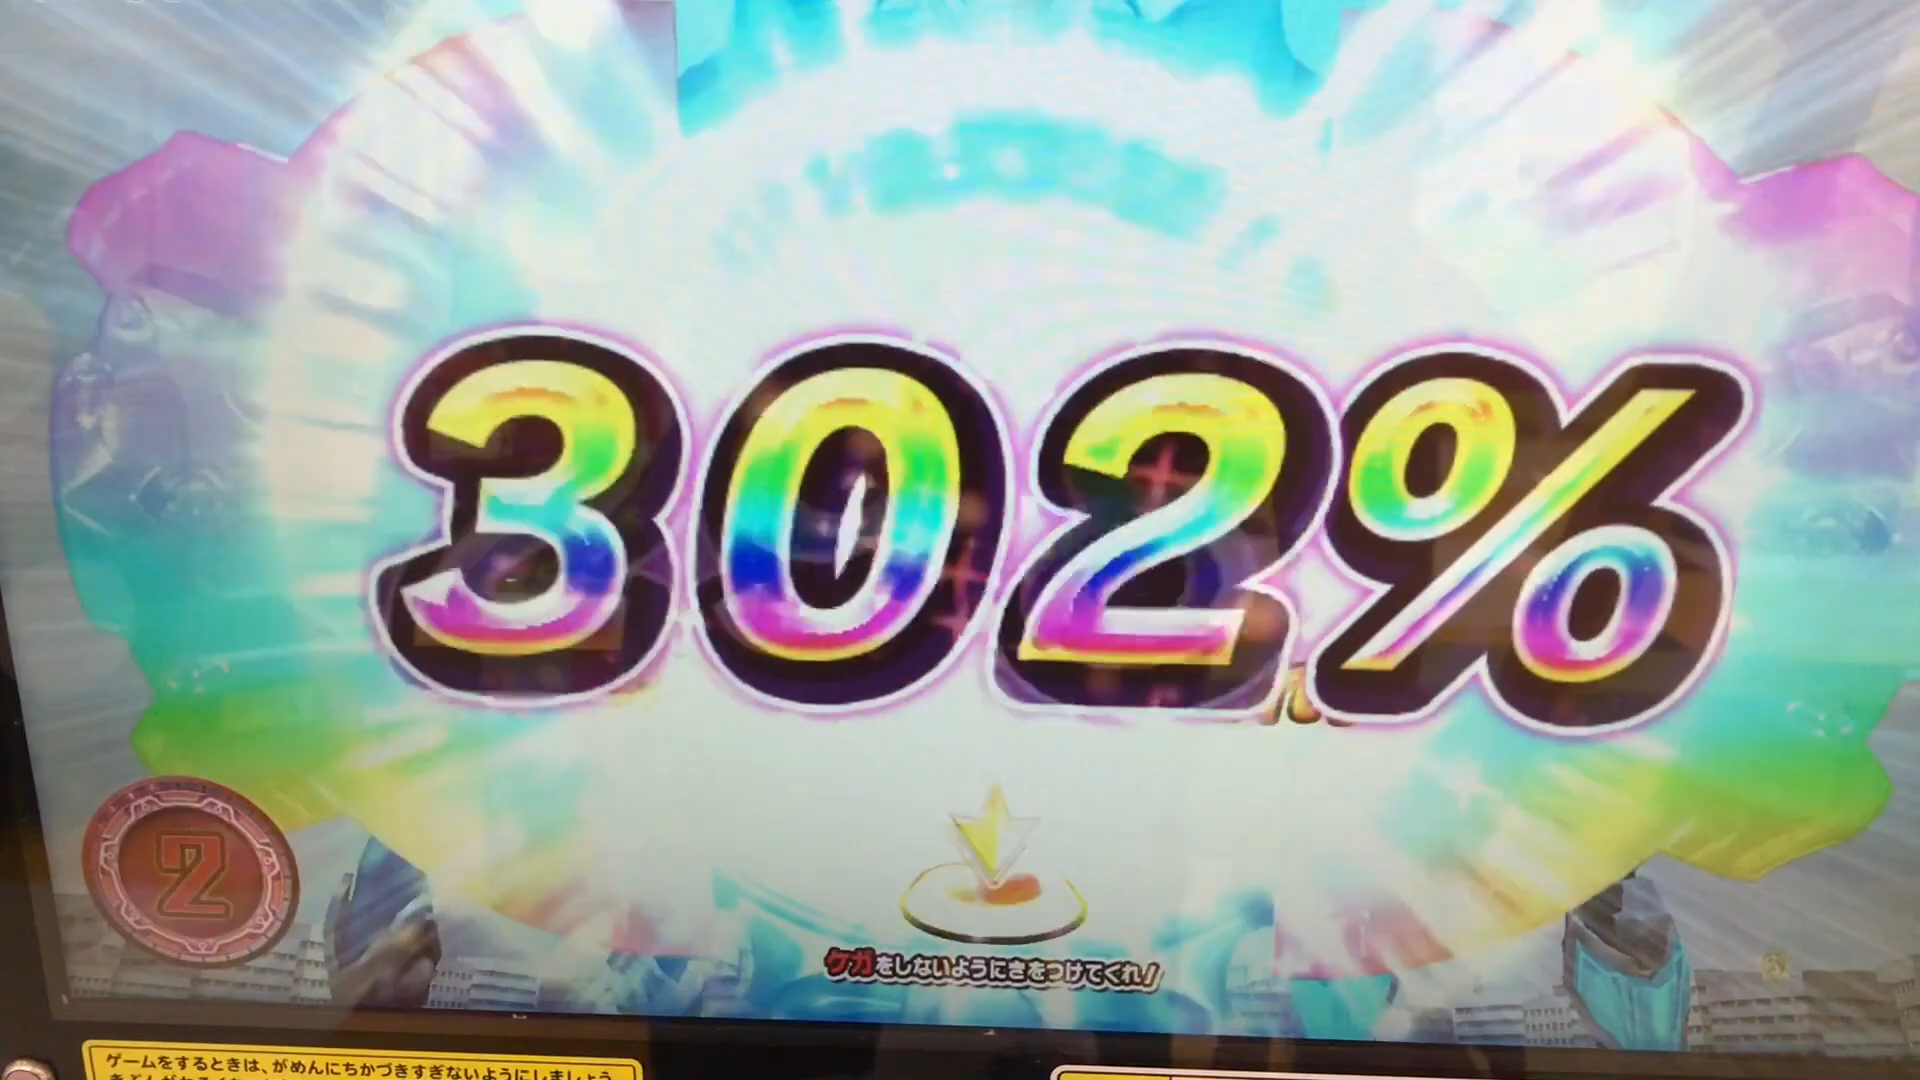 302%
2
ケガをしないようにきをつけてくれ!
ゲームをするときは、がめんにちかづきすぎないようにしましょう